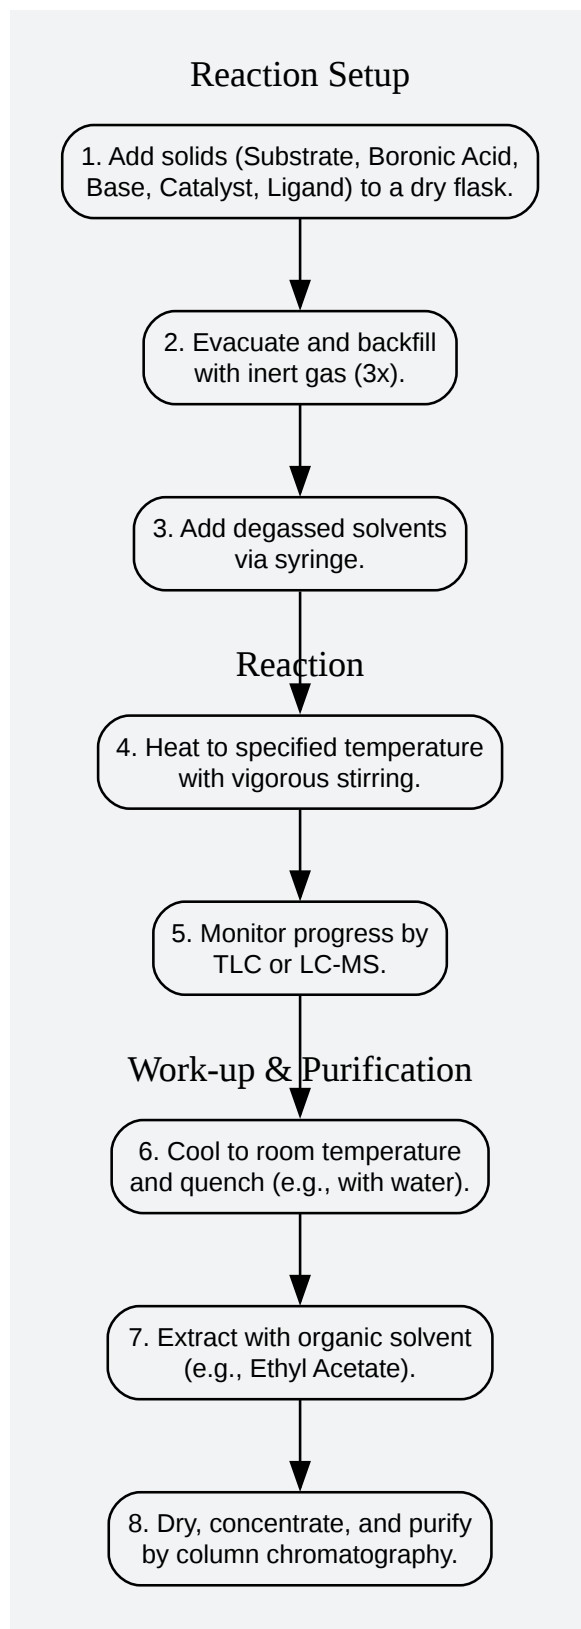 Reaction Setup
1. Add solids (Substrate, Boronic Acid,
Base, Catalyst, Ligand) to a dry flask.
2. Evacuate and backfill
with inert gas (3x).
3. Add degassed solvents
via syringe.
Reaction
4. Heat to specified temperature
with vigorous stirring.
5. Monitor progress by
TLC or LC-MS.
Work-up & Purification
6. Cool to room temperature
and quench (e.g., with water).
7. Extract with organic solvent
(e.g., Ethyl Acetate).
8. Dry, concentrate, and purify
by column chromatography.